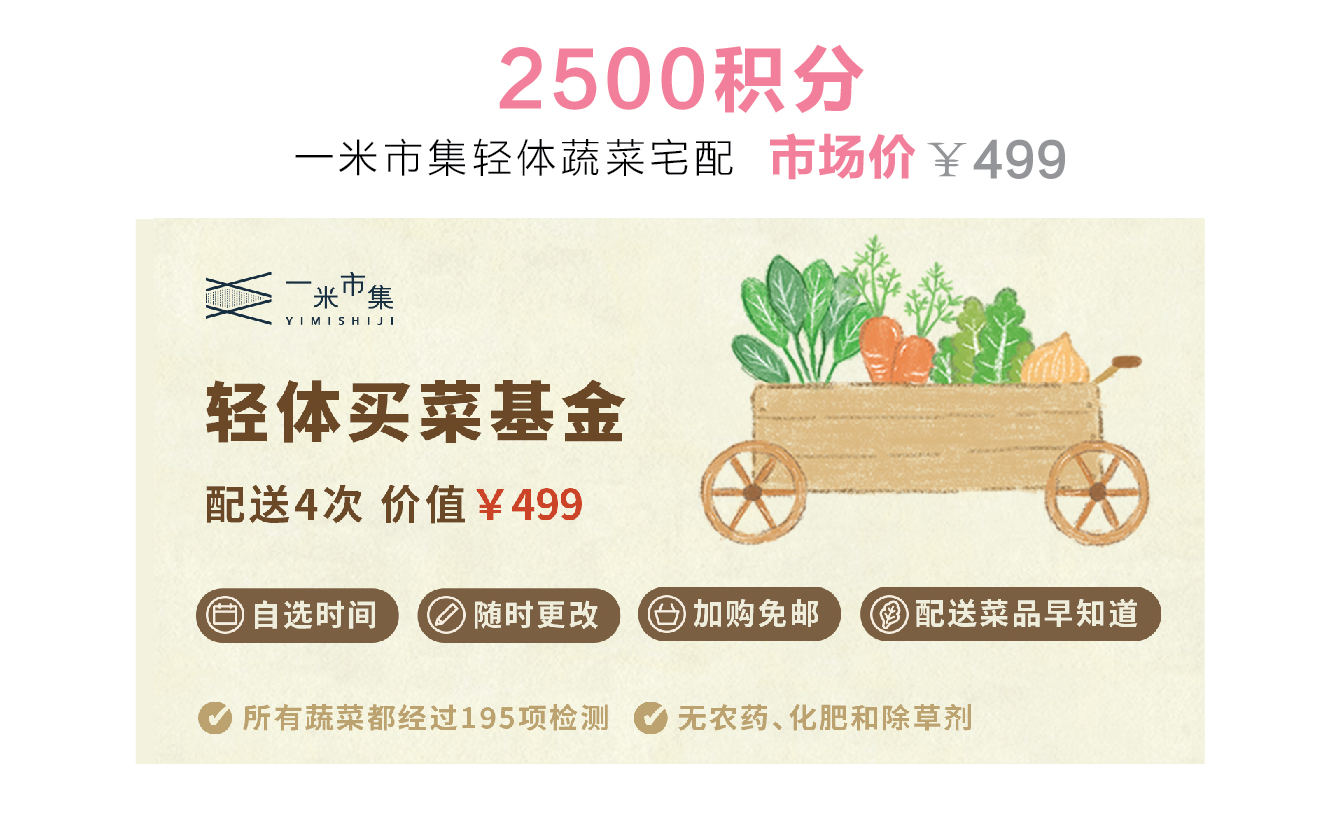 2500积分
一米市集轻体蔬菜宅配 市场价 ¥499
一米市集
YIMISHIJI
轻体买菜基金
配送4次 价值¥499
自选时间 随时更改 加购免邮 配送菜品早知道
所有蔬菜都经过195项检测 无农药、化肥和除草剂